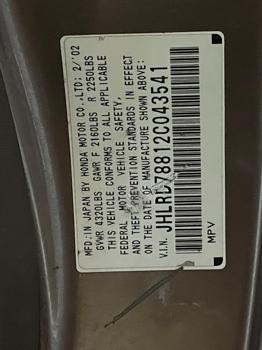 MFD:IN JAPAN BY HONDA MOTOR CO.,LTD; 2/'02
GVWR 4320LBS GAWR F 2160LBS R 2250LBS
THIS VEHICLE CONFORMS TO ALL APPLICABLE
FEDERAL MOTOR VEHICLE SAFETY,
AND THEFT PREVENTION STANDARDS IN EFFECT
ON THE DATE OF MANUFACTURE SHOWN ABOVE:
V.I.N. JHLRD78812C043541
MPV